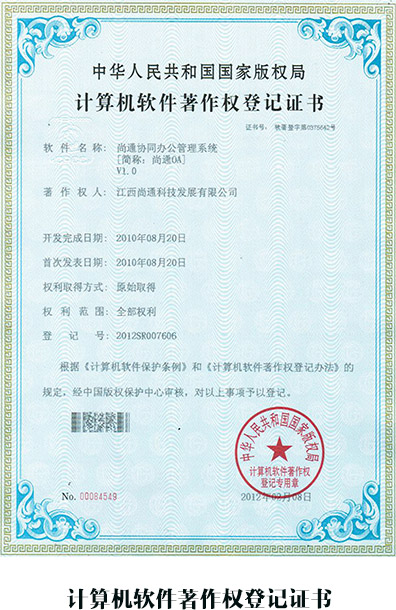 中华人民共和国国家版权局
计算机软件著作权登记证书
证书号： 软著登字第0375642号
软件名称： 尚通协同办公管理系统
[简称：尚通OA]
V1.0
著作权人： 江西尚通科技发展有限公司
开发完成日期： 2010年08月20日
首次发表日期： 2010年08月20日
权利取得方式： 原始取得
权利范围： 全部权利
登记号： 2012SR007606
根据《计算机软件保护条例》和《计算机软件著作权登记办法》的
规定，经中国版权保护中心审核，对以上事项予以登记。
中华人民共和国国家版权局
计算机软件著作权
登记专用章
No. 00084549
2012年02月08日
计算机软件著作权登记证书